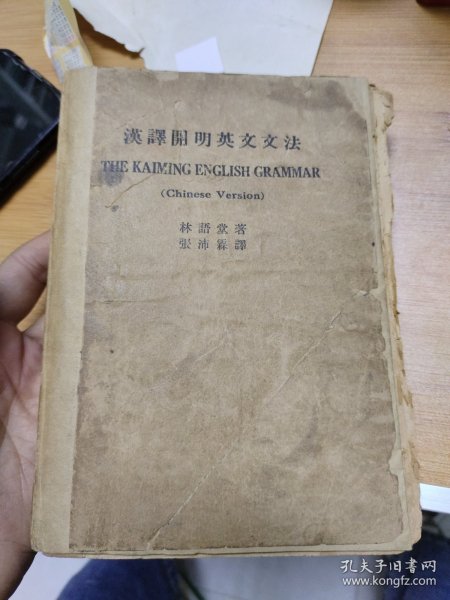 漢譯開明英文文法
THE KAIMING ENGLISH GRAMMAR
(Chinese Version)
林語堂著
張沛霖譯
孔夫子旧书网
www.kongfz.com